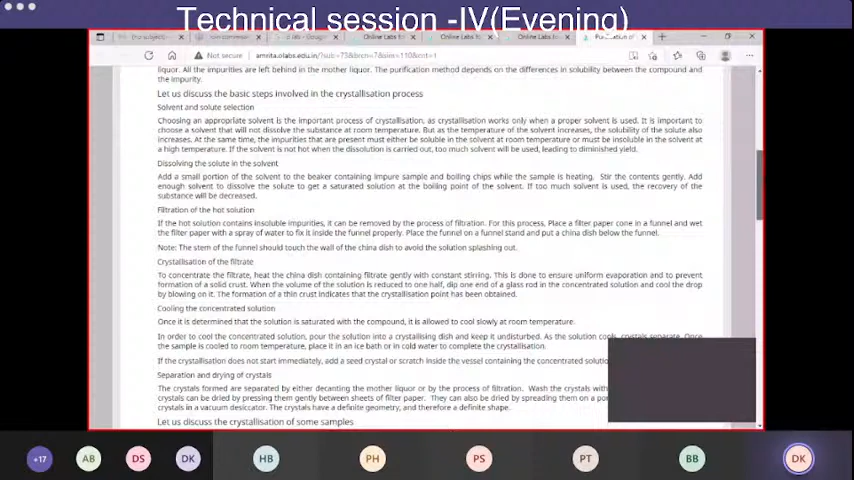 Technical session -IV(Evening)
Online Labs fo
Online Labs fo
Online Labs fo
Purification of
Not secure amrita.olabs.edu.in/?sub=73&brch=7&sim=110&cnt=1
liquor. All the impurities are left behind in the mother liquor. The purification method depends on the differences in solubility between the compound and
the impurity.
Let us discuss the basic steps involved in the crystallisation process
Solvent and solute selection
Choosing an appropriate solvent is the important process of crystallisation, as crystallisation works only when a proper solvent is used. It is important to
choose a solvent that will not dissolve the substance at room temperature. But as the temperature of the solvent increases, the solubility of the solute also
increases. At the same time, the impurities that are present must either be soluble in the solvent at room temperature or must be insoluble in the solvent at
a high temperature. If the solvent is not hot when the dissolution is carried out, too much solvent will be used, leading to diminished yield.
Dissolving the solute in the solvent
Add a small portion of the solvent to the beaker containing impure sample and boiling chips while the sample is heating. Stir the contents gently. Add
enough solvent to dissolve the solute to get a saturated solution at the boiling point of the solvent. If too much solvent is used, the recovery of the
substance will be decreased.
Filtration of the hot solution
If the hot solution contains insoluble impurities, it can be removed by the process of filtration. For this process, Place a filter paper cone in a funnel and wet
the filter paper with a spray of water to fix it inside the funnel properly. Place the funnel on a funnel stand and put a china dish below the funnel.
Note: The stem of the funnel should touch the wall of the china dish to avoid the solution splashing out.
Crystallisation of the filtrate
To concentrate the filtrate, heat the china dish containing filtrate gently with constant stirring. This is done to ensure uniform evaporation and to prevent
formation of a solid crust. When the volume of the solution is reduced to one half, dip one end of a glass rod in the concentrated solution and cool the drop
by blowing on it. The formation of a thin crust indicates that the crystallisation point has been obtained.
Cooling the concentrated solution
Once it is determined that the solution is saturated with the compound, it is allowed to cool slowly at room temperature.
In order to cool the concentrated solution, pour the solution into a crystallising dish and keep it undisturbed. As the solution cools, crystals separate. Once
the sample is cooled to room temperature, place it in an ice bath or in cold water to complete the crystallisation.
If the crystallisation does not start immediately, add a seed crystal or scratch inside the vessel containing the concentrated
Separation and drying of crystals
The crystals formed are separated by either decanting the mother liquor or by the process of filtration. Wash the crystals with
crystals can be dried by pressing them gently between sheets of filter paper. They can also be dried by spreading them on a
crystals in a vacuum desiccator. The crystals have a definite geometry, and therefore a definite shape.
Let us discuss the crystallisation of some samples
+17 AB DS DK HB PH PS PT BB DK